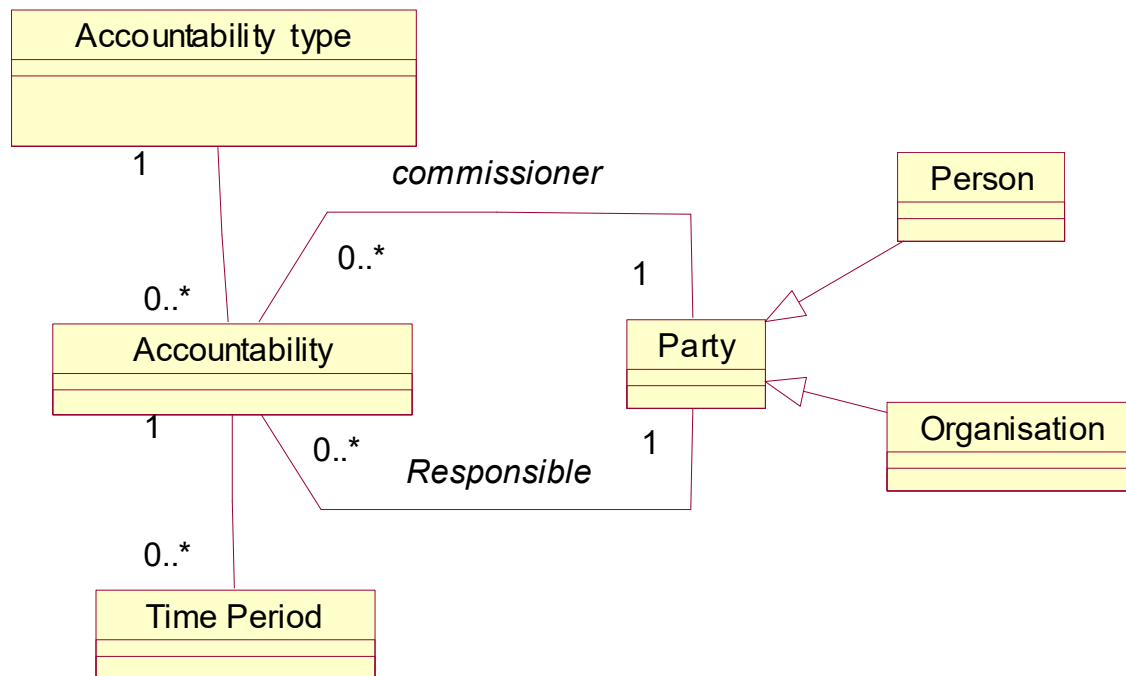 Accountability type
1
commissioner
Person
0..*
1
0..*
Accountability
Party
1
0..*
1
Organisation
Responsible
0..*
Time Period